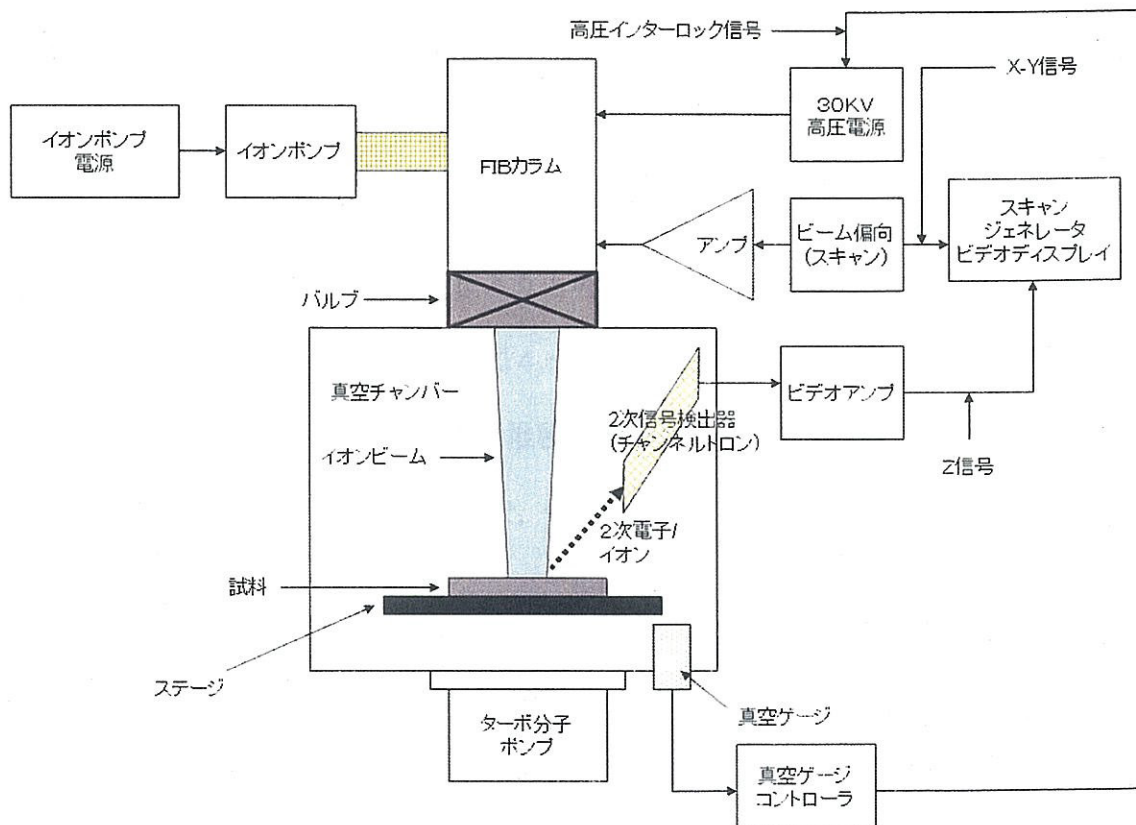 高圧インターロック信号
X-Y信号
30KV
高圧電源
イオンポンプ
電源
イオンポンプ
FIBカラム
スキャン
ジェネレータ
ビデオディスプレイ
ビーム偏向
(スキャン)
アンプ
バルブ
真空チャンバー
2次信号検出器
(チャンネルトロン)
ビデオアンプ
イオンビーム
Z信号
2次電子/
イオン
試料
ステージ
真空ゲージ
ターボ分子
ポンプ
真空ゲージ
コントローラ